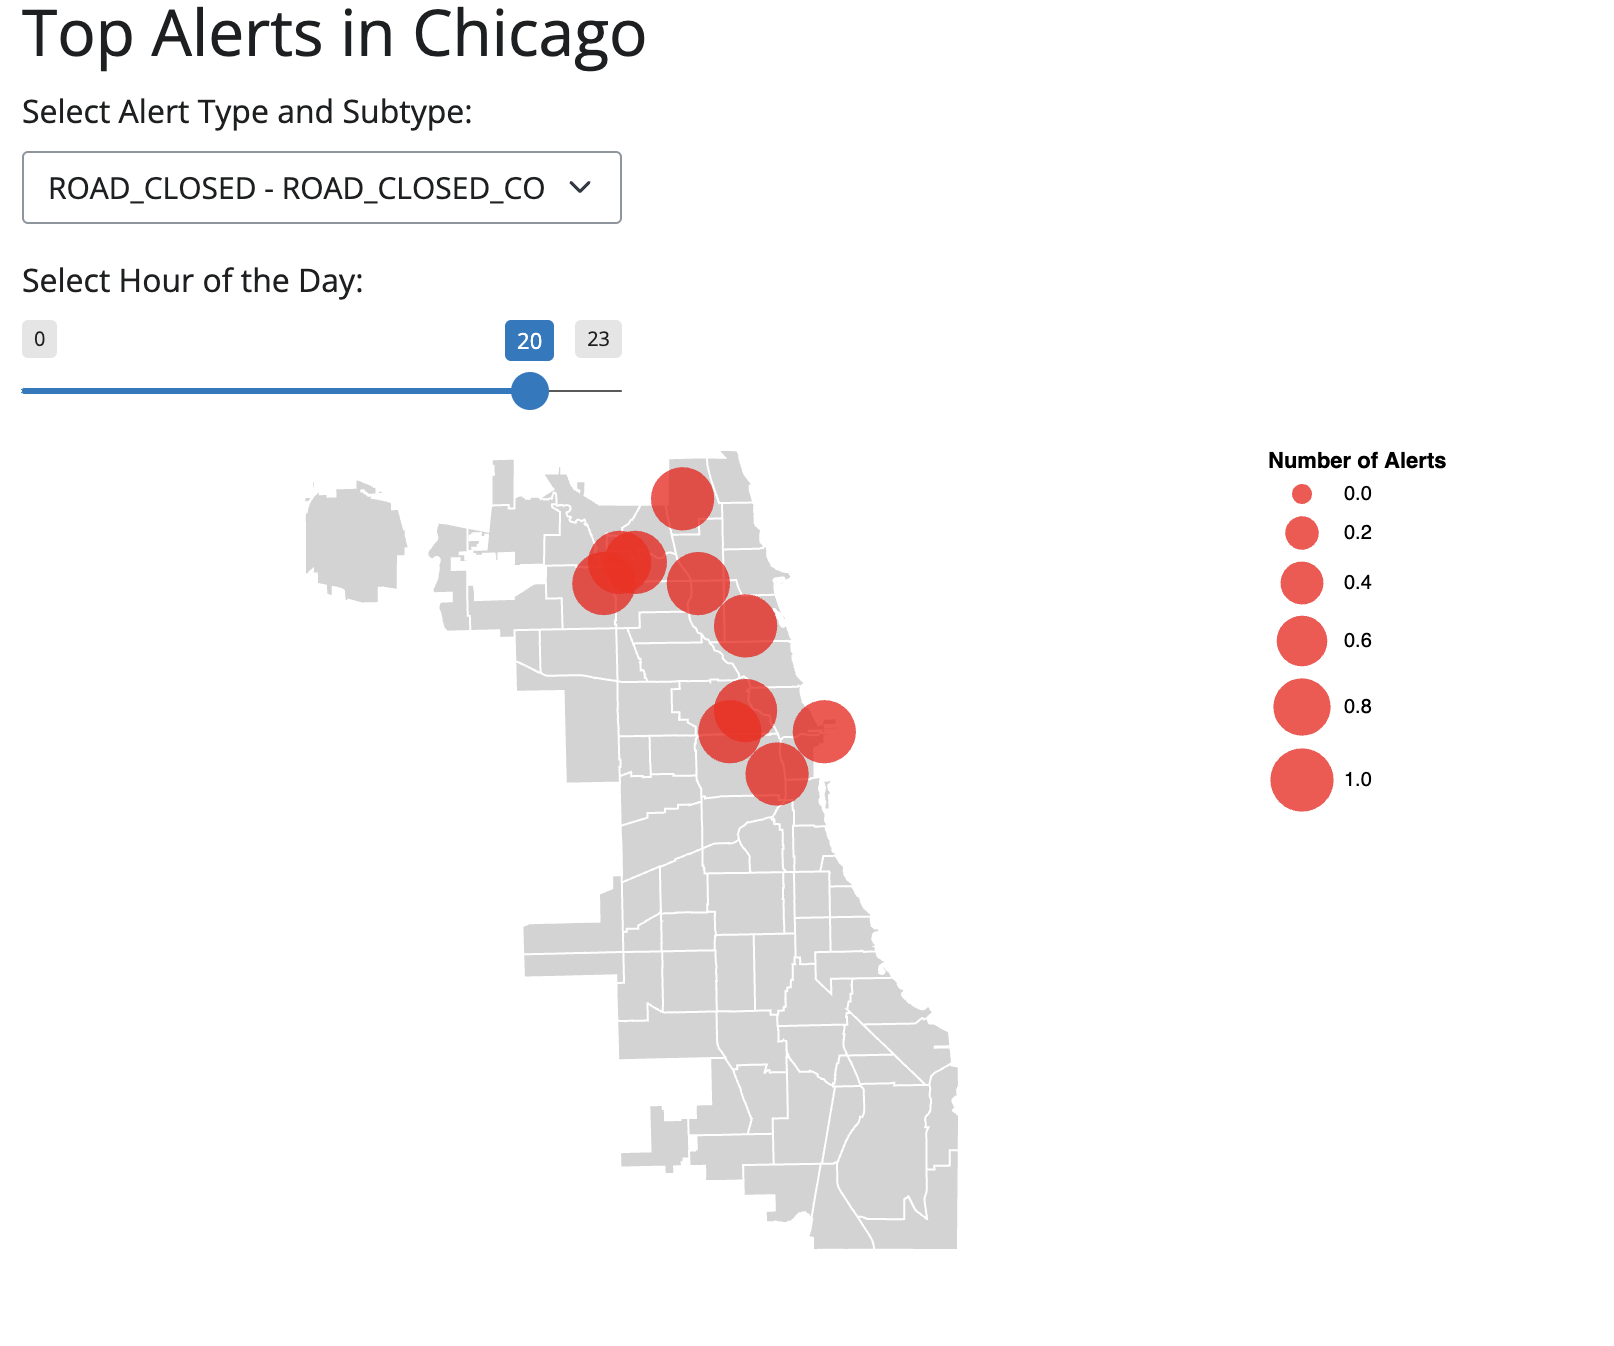 Top Alerts in Chicago
Select Alert Type and Subtype:
ROAD_CLOSED - ROAD_CLOSED_CO
Select Hour of the Day:
0 20 23
Number of Alerts
0.0
0.2
0.4
0.6
0.8
1.0